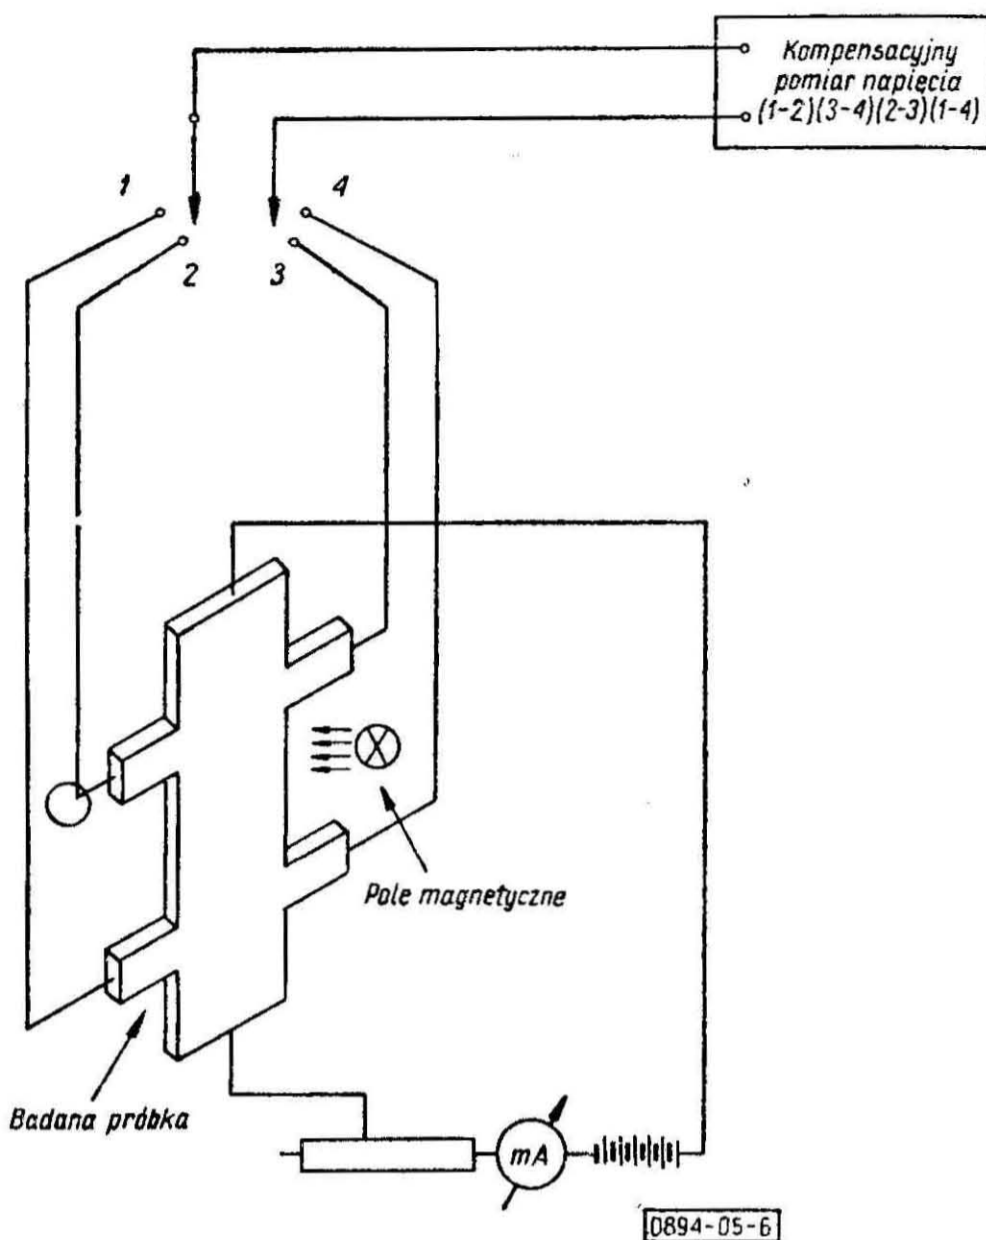 Kompensacyjny
pomiar napięcia
(1-2)(3-4)(2-3)(1-4)
1
4
2
3
Pole magnetyczne
Badana próbka
mA
0894-05-6